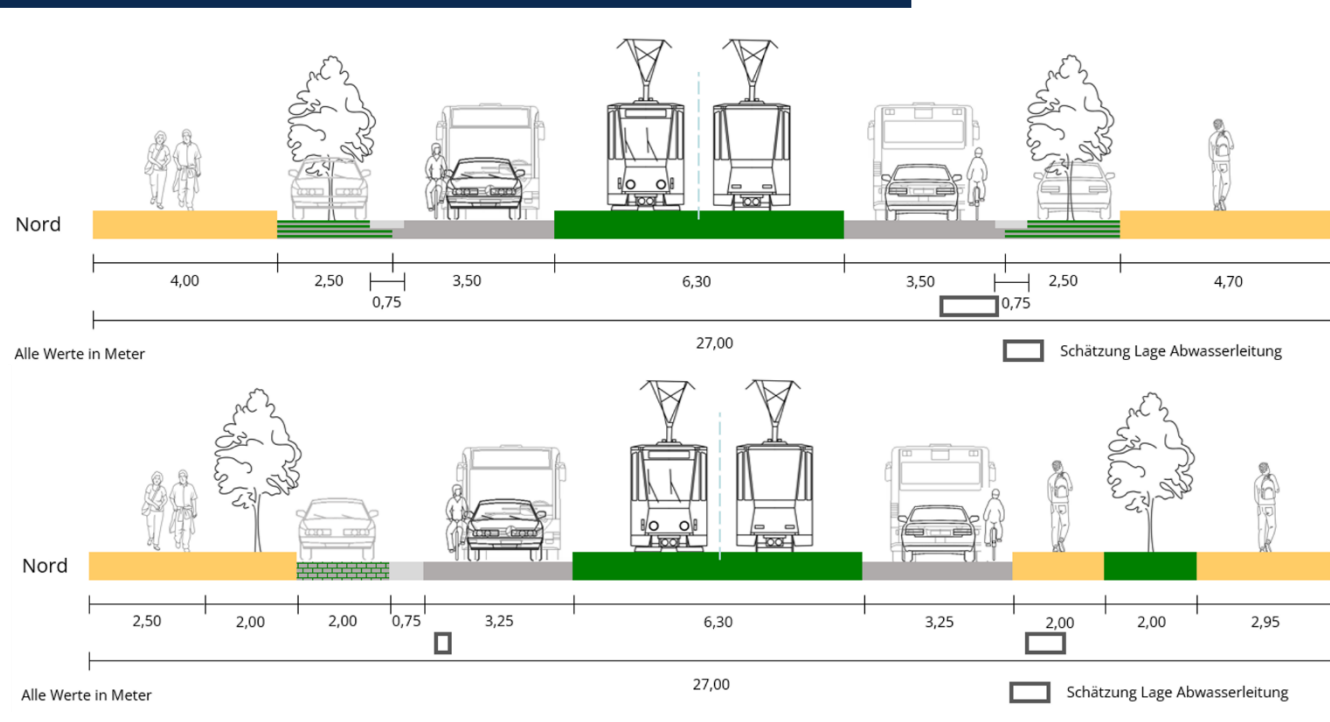 Nord
4,00 2,50 3,50 6,30 3,50 2,50 4,70
0,75 0,75
27,00
Alle Werte in Meter
Schätzung Lage Abwasserleitung
Nord
2,50 2,00 2,00 0,75 3,25 6,30 3,25 2,00 2,00 2,95
27,00
Alle Werte in Meter
Schätzung Lage Abwasserleitung